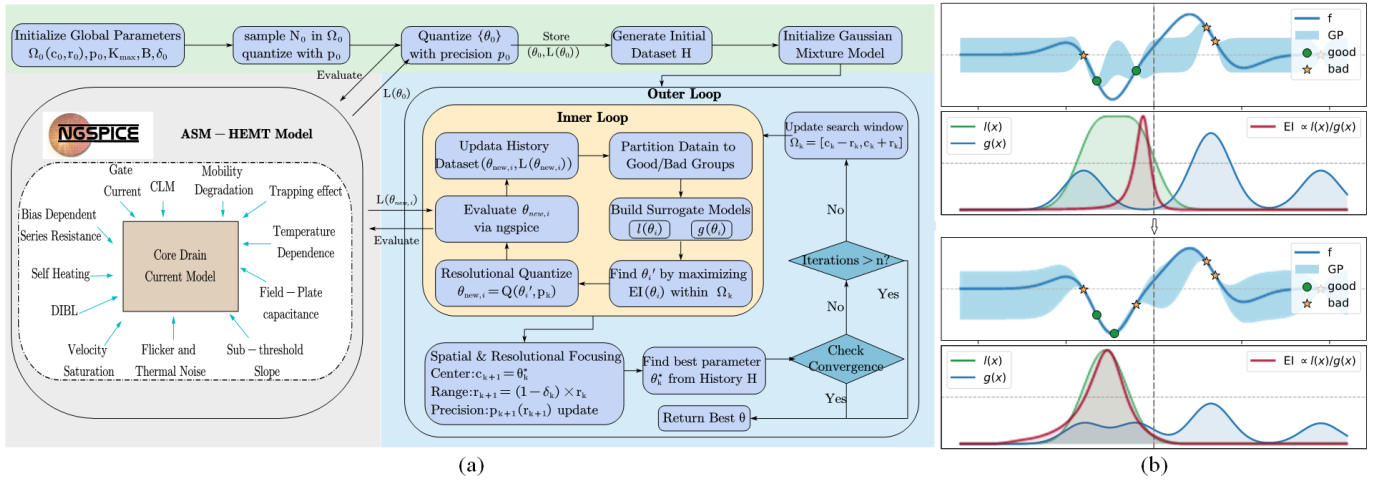 Initialize Global Parameters
Ω₀(c₀,r₀),p₀,Kmax,B,δ₀
sample N₀ in Ω₀
quantize with p₀
Quantize {θ₀}
with precision p₀
Store
(θ₀,L(θ₀))
Generate Initial
Dataset H
Initialize Gaussian
Mixture Model
Evaluate
L(θ₀)
NGSPICE
ASM − HEMT Model
Gate
Current
CLM
Mobility
Degradation
Trapping effect
Bias Dependent
Series Resistance
Core Drain
Current Model
Temperature
Dependence
Self Heating
Field − Plate
capacitance
DIBL
Velocity
Saturation
Flicker and
Thermal Noise
Sub − threshold
Slope
L(θnew,i)
Evaluate
Outer Loop
Inner Loop
Updata History
Dataset(θnew,i,L(θnew,i))
Partition Datain to
Good/Bad Groups
Evaluate θnew,i
via ngspice
Build Surrogate Models
l(θi) g(θi)
Resolutional Quantize
θnew,i=Q(θi′,pk)
Find θi′ by maximizing
EI(θi) within Ωk
Update search window
Ωk=[ck−rk,ck+rk]
No
Iterations>n?
Yes
No
Check
Convergence
Yes
Spatial & Resolutional Focusing
Center:ck+1=θk*
Range:rk+1=(1−δk)×rk
Precision:pk+1(rk+1) update
Find best parameter
θk* from History H
Return Best θ
(a)
f
GP
good
bad
l(x)
g(x)
EI ∝ l(x)/g(x)
f
GP
good
bad
l(x)
g(x)
EI ∝ l(x)/g(x)
(b)